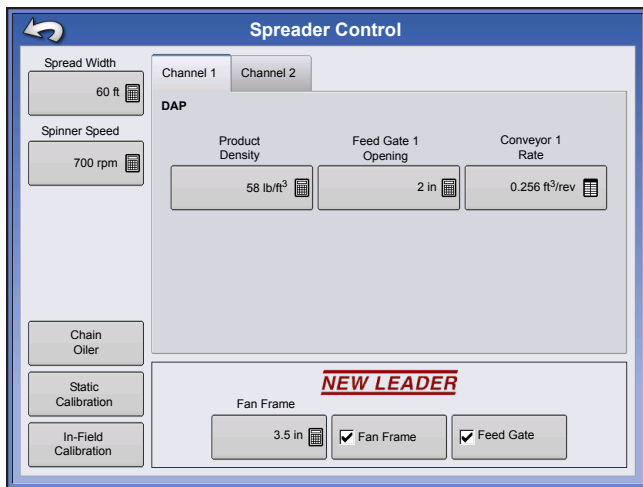 Spreader Control
Spread Width
60 ft
Spinner Speed
700 rpm
Channel 1
Channel 2
DAP
Product
Density
58 lb/ft³
Feed Gate 1
Opening
2 in
Conveyor 1
Rate
0.256 ft³/rev
Chain
Oiler
Static
Calibration
In-Field
Calibration
NEW LEADER
Fan Frame
3.5 in
Fan Frame
Feed Gate